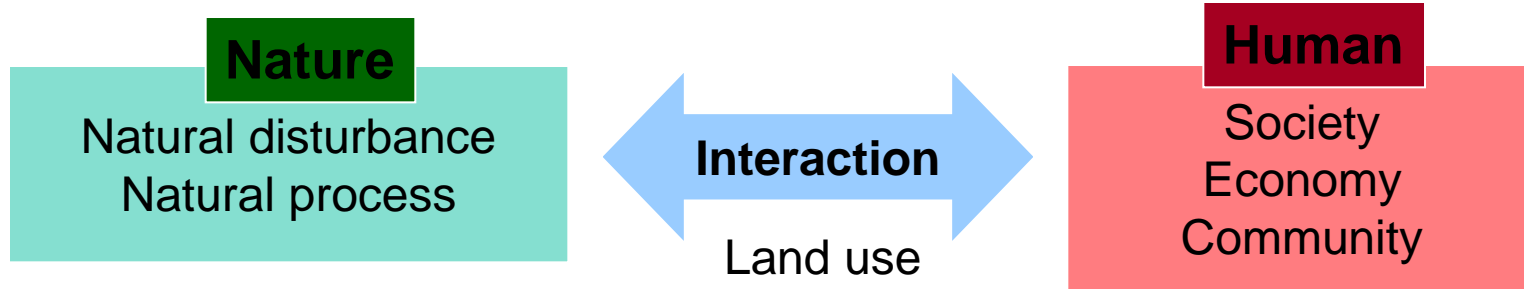 Nature
Natural disturbance
Natural process
Interaction
Land use
Human
Society
Economy
Community